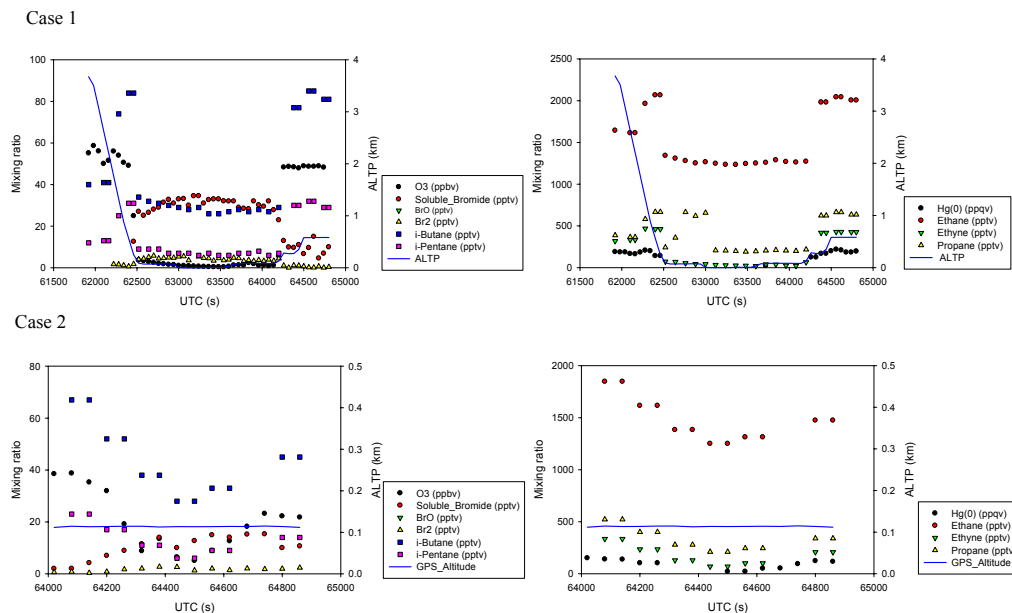 Case 1
100
80
60
40
20
0
Mixing ratio
4
3
2
1
0
ALTP (km)
61500 62000 62500 63000 63500 64000 64500 65000
UTC (s)
O3 (ppbv)
Soluble_Bromide (pptv)
BrO (pptv)
Br2 (pptv)
i-Butane (pptv)
i-Pentane (pptv)
ALTP
2500
2000
1500
1000
500
0
Mixing ratio
4
3
2
1
0
ALTP (km)
61500 62000 62500 63000 63500 64000 64500 65000
UTC (s)
Hg(0) (ppqv)
Ethane (pptv)
Ethyne (pptv)
Propane (pptv)
ALTP
Case 2
80
60
40
20
0
Mixing ratio
0.5
0.4
0.3
0.2
0.1
0.0
ALTP (km)
64000 64200 64400 64600 64800 65000
UTC (s)
O3 (ppbv)
Soluble_Bromide (pptv)
BrO (pptv)
Br2 (pptv)
i-Butane (pptv)
i-Pentane (pptv)
GPS_Altitude
2000
1500
1000
500
0
Mixing ratio
0.5
0.4
0.3
0.2
0.1
0.0
ALTP (km)
64000 64200 64400 64600 64800 65000
UTC (s)
Hg(0) (ppqv)
Ethane (pptv)
Ethyne (pptv)
Propane (pptv)
GPS_Altitude